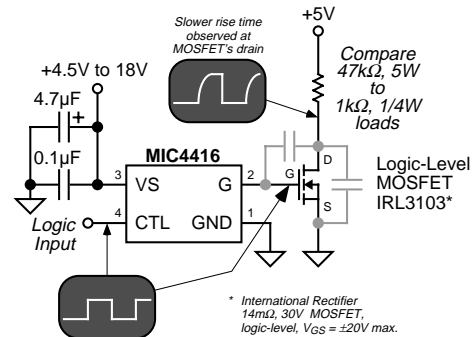 Slower rise time
observed at
MOSFET's drain
+5V
+4.5V to 18V
Compare
47kΩ, 5W
to
1kΩ, 1/4W
loads
4.7µF
+
0.1µF
MIC4416
3
VS
G
2
4
CTL
GND
1
Logic
Input
D
G
S
Logic-Level
MOSFET
IRL3103*
* International Rectifier
14mΩ, 30V MOSFET,
logic-level, VGS = ±20V max.